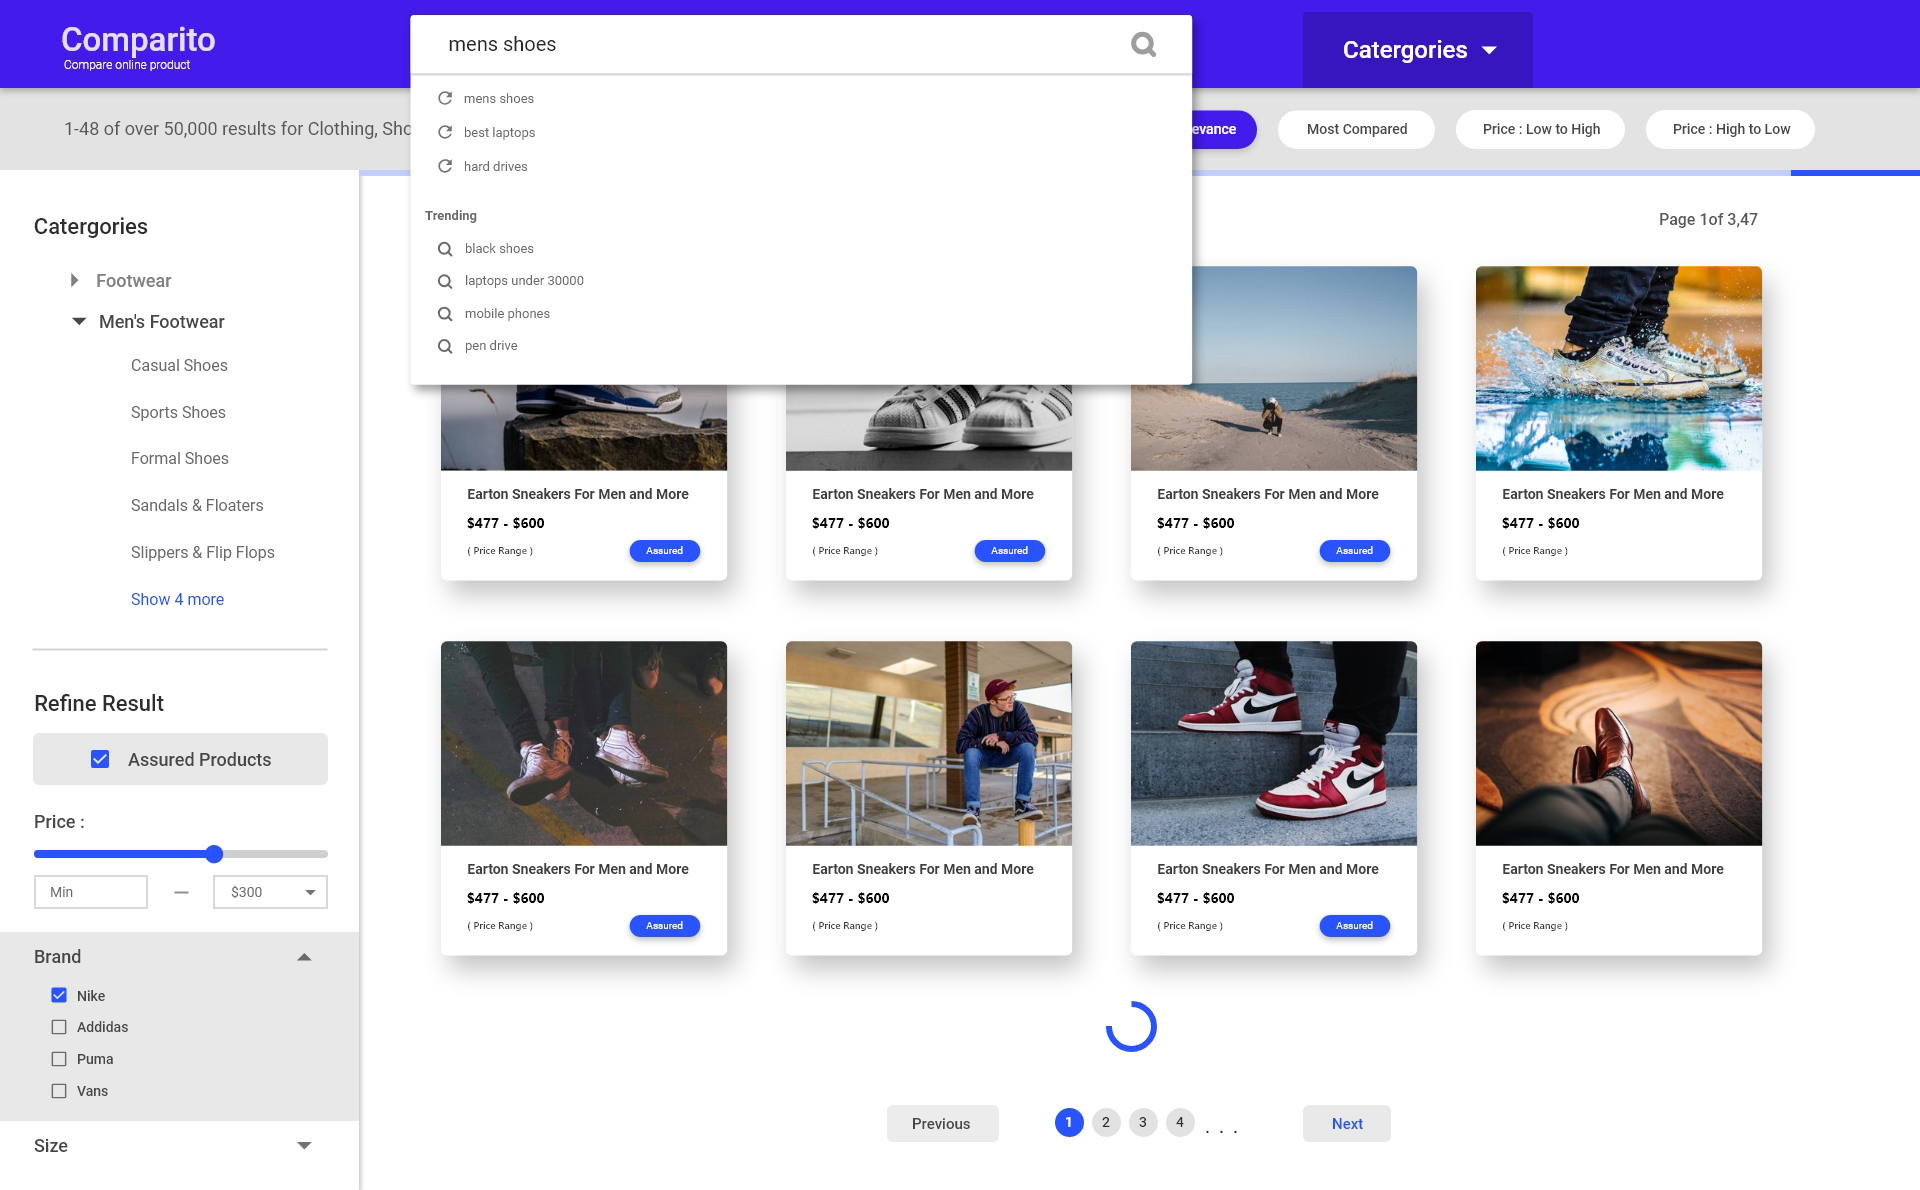 Comparito
Compare online product
mens shoes
Catergories
mens shoes
best laptops
hard drives
Trending
black shoes
laptops under 30000
mobile phones
pen drive
1-48 of over 50,000 results for Clothing, Sho
evance
Most Compared
Price : Low to High
Price : High to Low
Page 1of 3,47
Catergories
Footwear
Men's Footwear
Casual Shoes
Sports Shoes
Formal Shoes
Sandals & Floaters
Slippers & Flip Flops
Show 4 more
Refine Result
Assured Products
Price :
Min
$300
Brand
Nike
Addidas
Puma
Vans
Size
Earton Sneakers For Men and More
$477 - $600
( Price Range )
Assured
Earton Sneakers For Men and More
$477 - $600
( Price Range )
Assured
Earton Sneakers For Men and More
$477 - $600
( Price Range )
Assured
Earton Sneakers For Men and More
$477 - $600
( Price Range )
Earton Sneakers For Men and More
$477 - $600
( Price Range )
Assured
Earton Sneakers For Men and More
$477 - $600
( Price Range )
Earton Sneakers For Men and More
$477 - $600
( Price Range )
Assured
Earton Sneakers For Men and More
$477 - $600
( Price Range )
Previous
1 2 3 4 . . .
Next